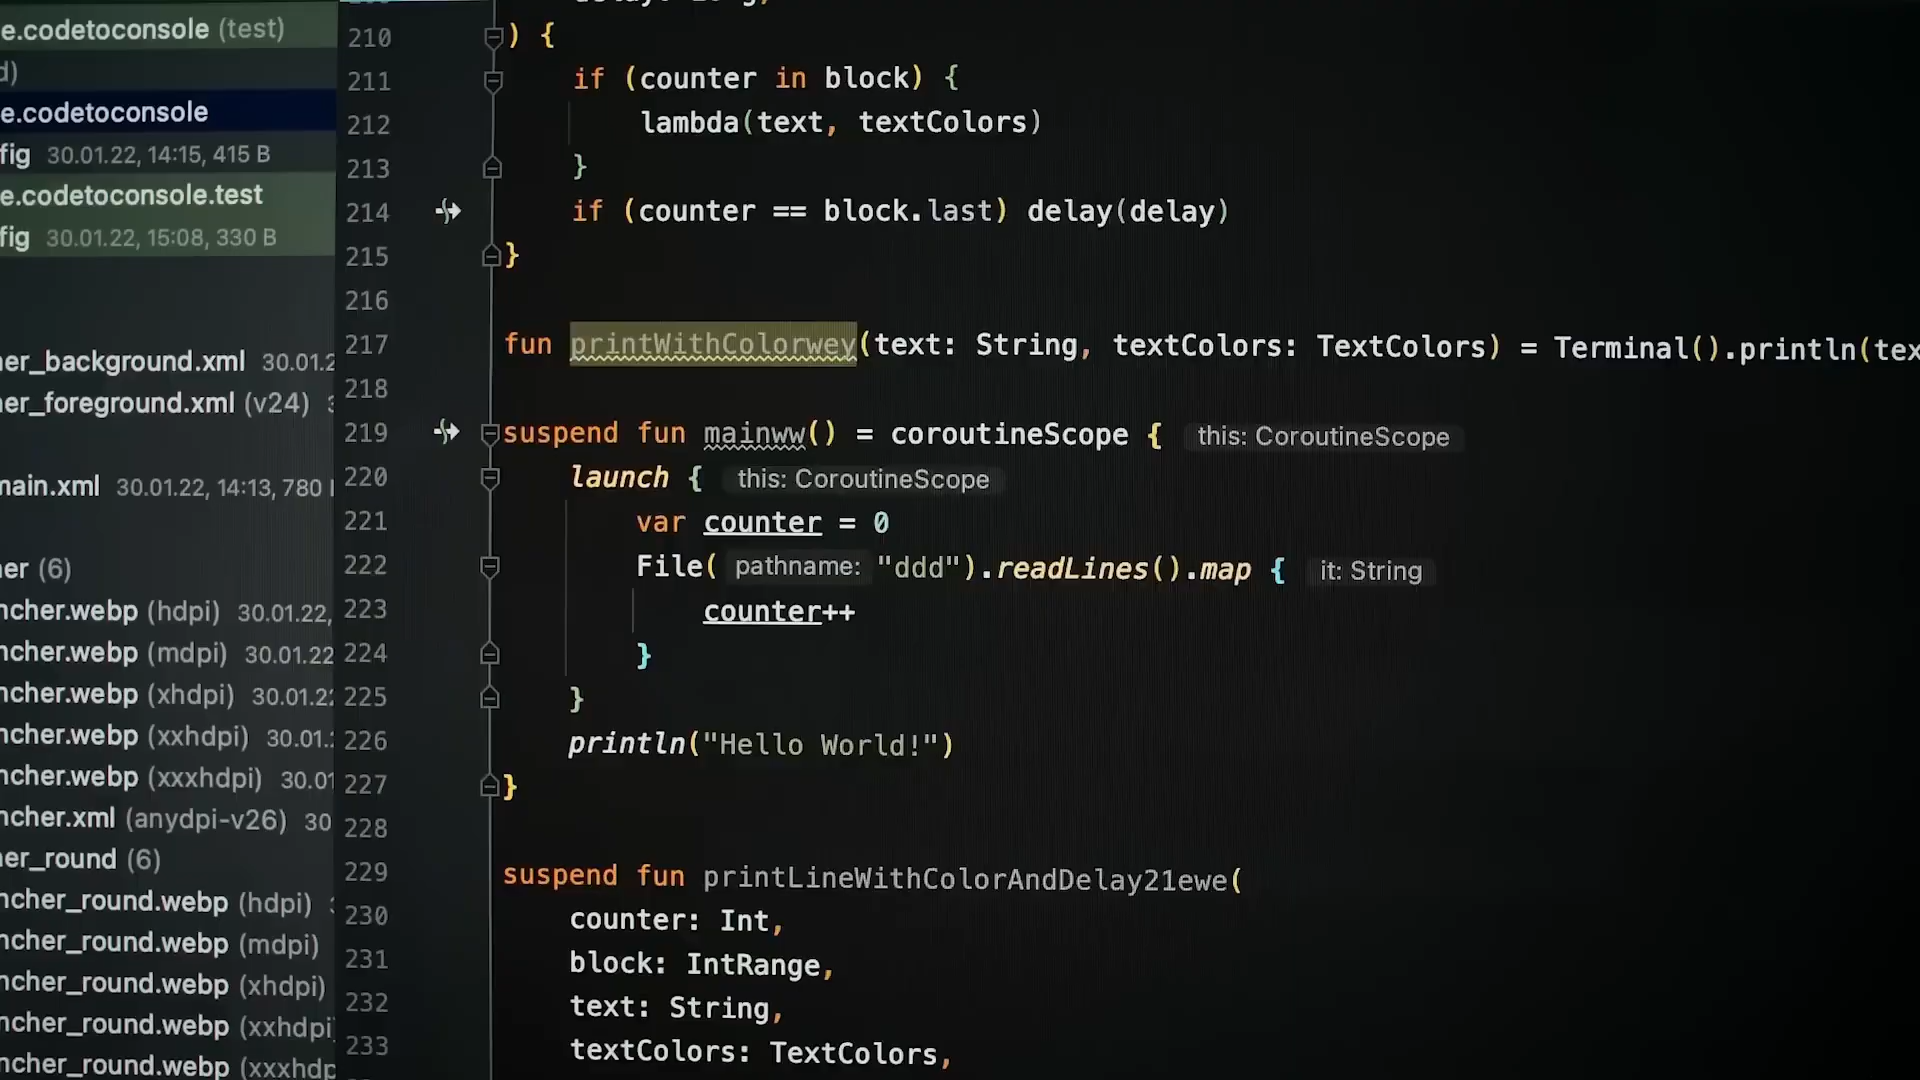 e.codetoconsole (test)
d)
e.codetoconsole
fig 30.01.22, 14:15, 415 B
e.codetoconsole.test
fig 30.01.22, 15:08, 330 B
er_background.xml 30.01.2
er_foreground.xml (v24)
main.xml 30.01.22, 14:13, 780
er (6)
ncher.webp (hdpi) 30.01.22,
ncher.webp (mdpi) 30.01.22
ncher.webp (xhdpi) 30.01.22
ncher.webp (xxhdpi) 30.01.
ncher.webp (xxxhdpi) 30.01
ncher.xml (anydpi-v26) 30
er_round (6)
ncher_round.webp (hdpi)
ncher_round.webp (mdpi)
ncher_round.webp (xhdpi)
ncher_round.webp (xxhdpi
ncher_round.webp (xxxhdp
210 ) {
211 if (counter in block) {
212 lambda(text, textColors)
213 }
214 if (counter == block.last) delay(delay)
215 }
216
217 fun printWithColorwey(text: String, textColors: TextColors) = Terminal().println(tex
218
219 suspend fun mainww() = coroutineScope { this: CoroutineScope
220 launch { this: CoroutineScope
221 var counter = 0
222 File( pathname: "ddd").readLines().map { it: String
223 counter++
224 }
225 }
226 println("Hello World!")
227 }
228
229 suspend fun printLineWithColorAndDelay21ewe(
230 counter: Int,
231 block: IntRange,
232 text: String,
233 textColors: TextColors,